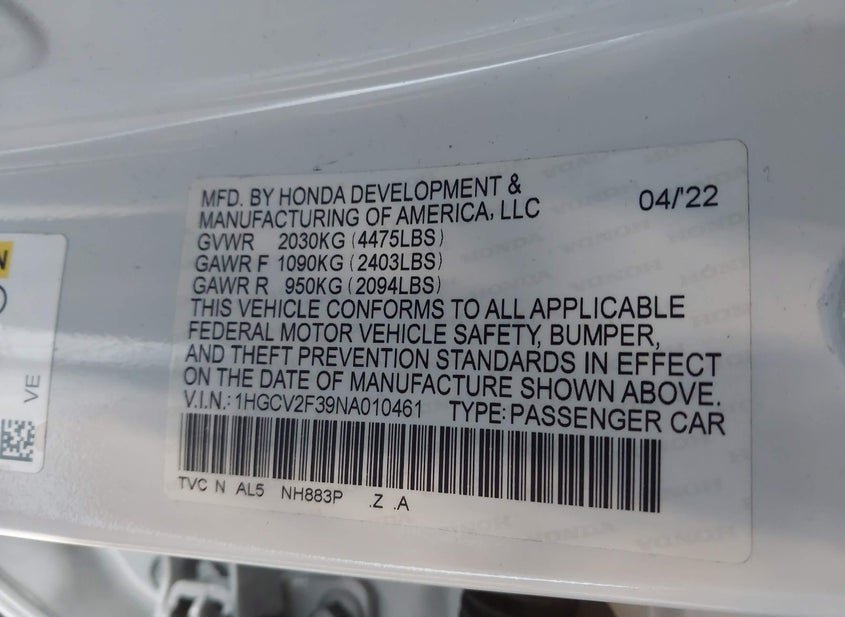 MFD. BY HONDA DEVELOPMENT &
MANUFACTURING OF AMERICA, LLC 04/'22
GVWR 2030KG (4475LBS)
GAWR F 1090KG (2403LBS)
GAWR R 950KG (2094LBS)
THIS VEHICLE CONFORMS TO ALL APPLICABLE
FEDERAL MOTOR VEHICLE SAFETY, BUMPER,
AND THEFT PREVENTION STANDARDS IN EFFECT
ON THE DATE OF MANUFACTURE SHOWN ABOVE.
V.I.N.: 1HGCV2F39NA010461 TYPE: PASSENGER CAR
TVC N AL5 NH883P .Z .A
N
VE